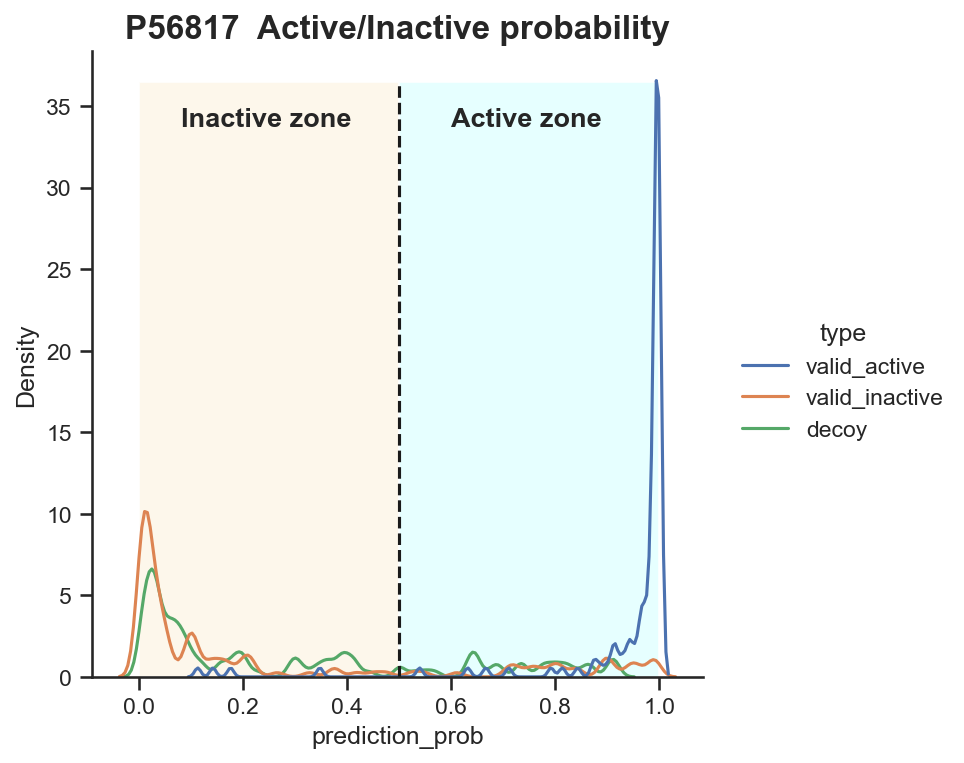 P56817  Active/Inactive probability
Inactive zone
Active zone
35
30
25
20
15
10
5
0
Density
0.0
0.2
0.4
0.6
0.8
1.0
prediction_prob
type
valid_active
valid_inactive
decoy